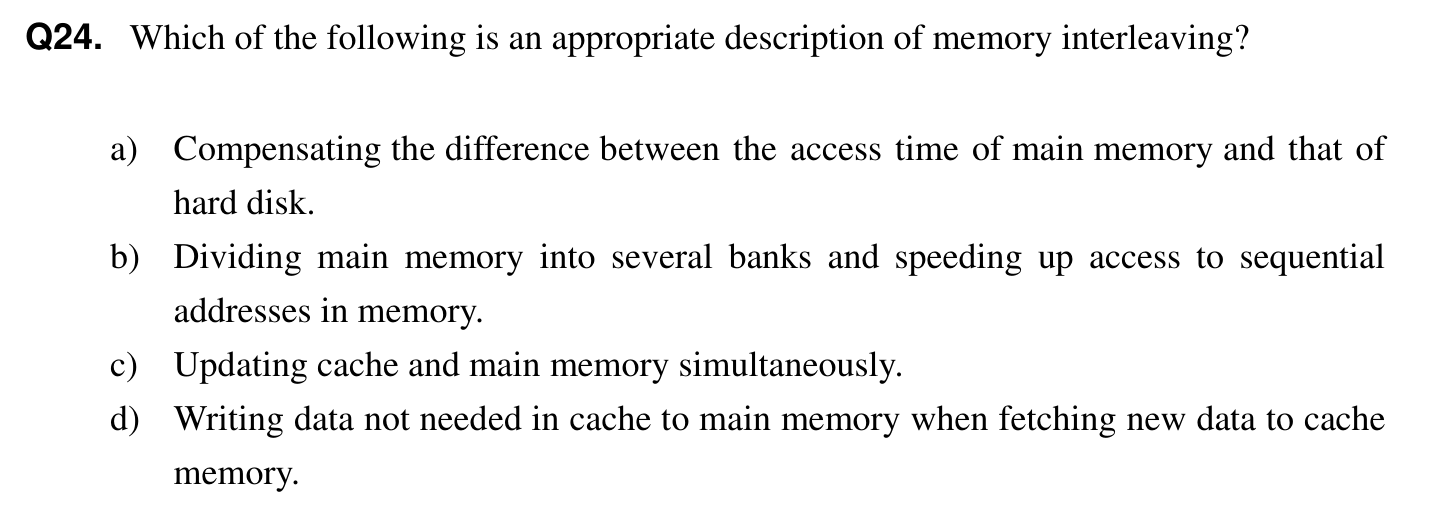 Q24. Which of the following is an appropriate description of memory interleaving?
a) Compensating the difference between the access time of main memory and that of
hard disk.
b) Dividing main memory into several banks and speeding up access to sequential
addresses in memory.
c) Updating cache and main memory simultaneously.
d) Writing data not needed in cache to main memory when fetching new data to cache
memory.